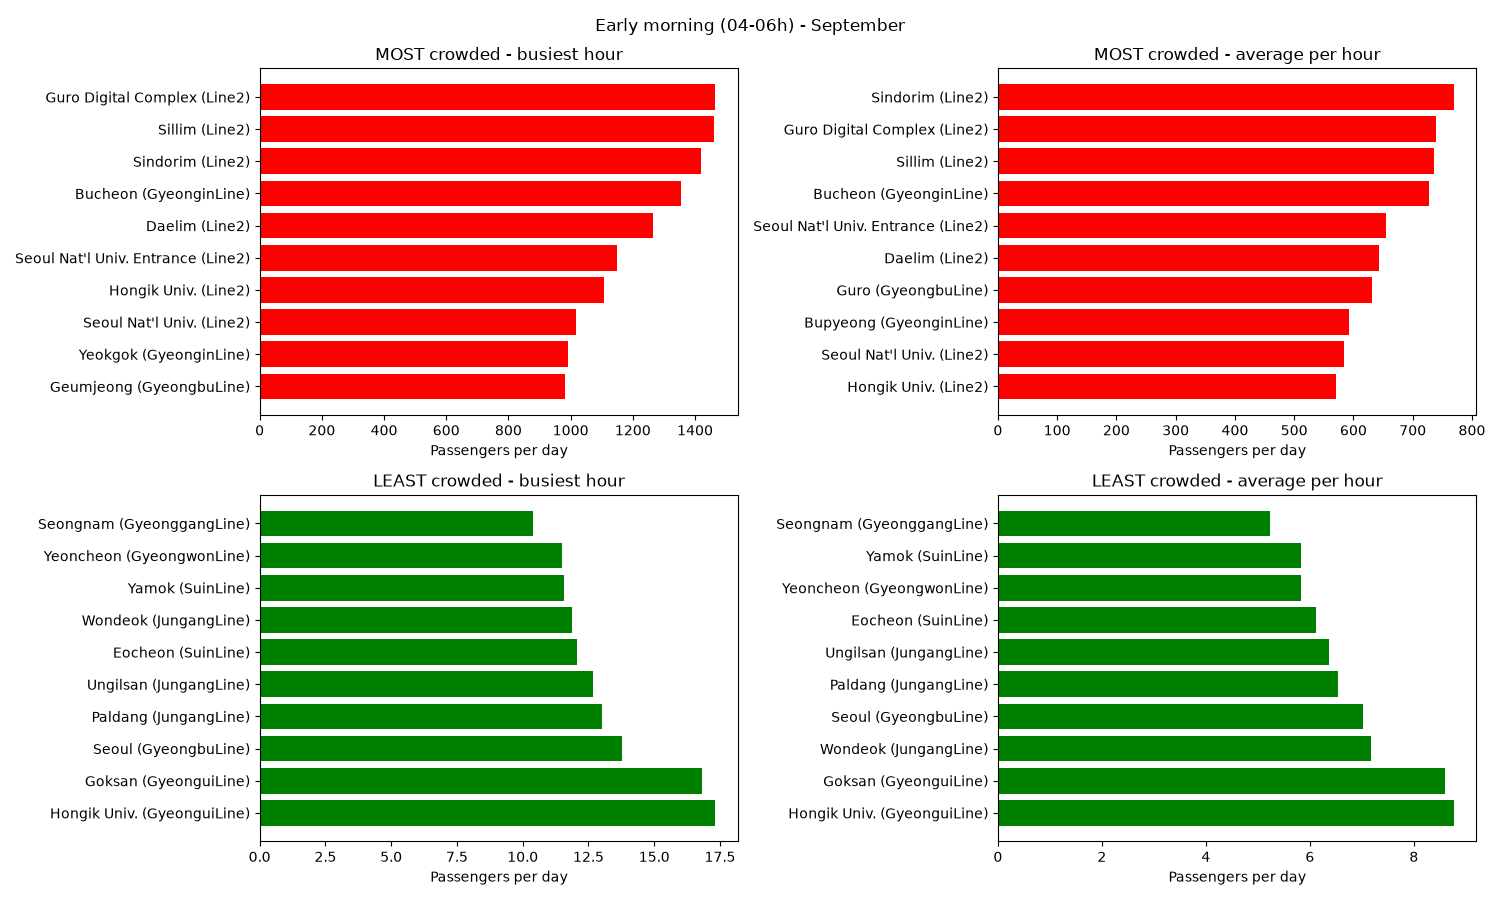 Early morning (04-06h) - September
MOST crowded - busiest hour
Guro Digital Complex (Line2)
Sillim (Line2)
Sindorim (Line2)
Bucheon (GyeonginLine)
Daelim (Line2)
Seoul Nat'l Univ. Entrance (Line2)
Hongik Univ. (Line2)
Seoul Nat'l Univ. (Line2)
Yeokgok (GyeonginLine)
Geumjeong (GyeongbuLine)
0 200 400 600 800 1000 1200 1400
Passengers per day
MOST crowded - average per hour
Sindorim (Line2)
Guro Digital Complex (Line2)
Sillim (Line2)
Bucheon (GyeonginLine)
Seoul Nat'l Univ. Entrance (Line2)
Daelim (Line2)
Guro (GyeongbuLine)
Bupyeong (GyeonginLine)
Seoul Nat'l Univ. (Line2)
Hongik Univ. (Line2)
0 100 200 300 400 500 600 700 800
Passengers per day
LEAST crowded - busiest hour
Seongnam (GyeonggangLine)
Yeoncheon (GyeongwonLine)
Yamok (SuinLine)
Wondeok (JungangLine)
Eocheon (SuinLine)
Ungilsan (JungangLine)
Paldang (JungangLine)
Seoul (GyeongbuLine)
Goksan (GyeonguiLine)
Hongik Univ. (GyeonguiLine)
0.0 2.5 5.0 7.5 10.0 12.5 15.0 17.5
Passengers per day
LEAST crowded - average per hour
Seongnam (GyeonggangLine)
Yamok (SuinLine)
Yeoncheon (GyeongwonLine)
Eocheon (SuinLine)
Ungilsan (JungangLine)
Paldang (JungangLine)
Seoul (GyeongbuLine)
Wondeok (JungangLine)
Goksan (GyeonguiLine)
Hongik Univ. (GyeonguiLine)
0 2 4 6 8
Passengers per day